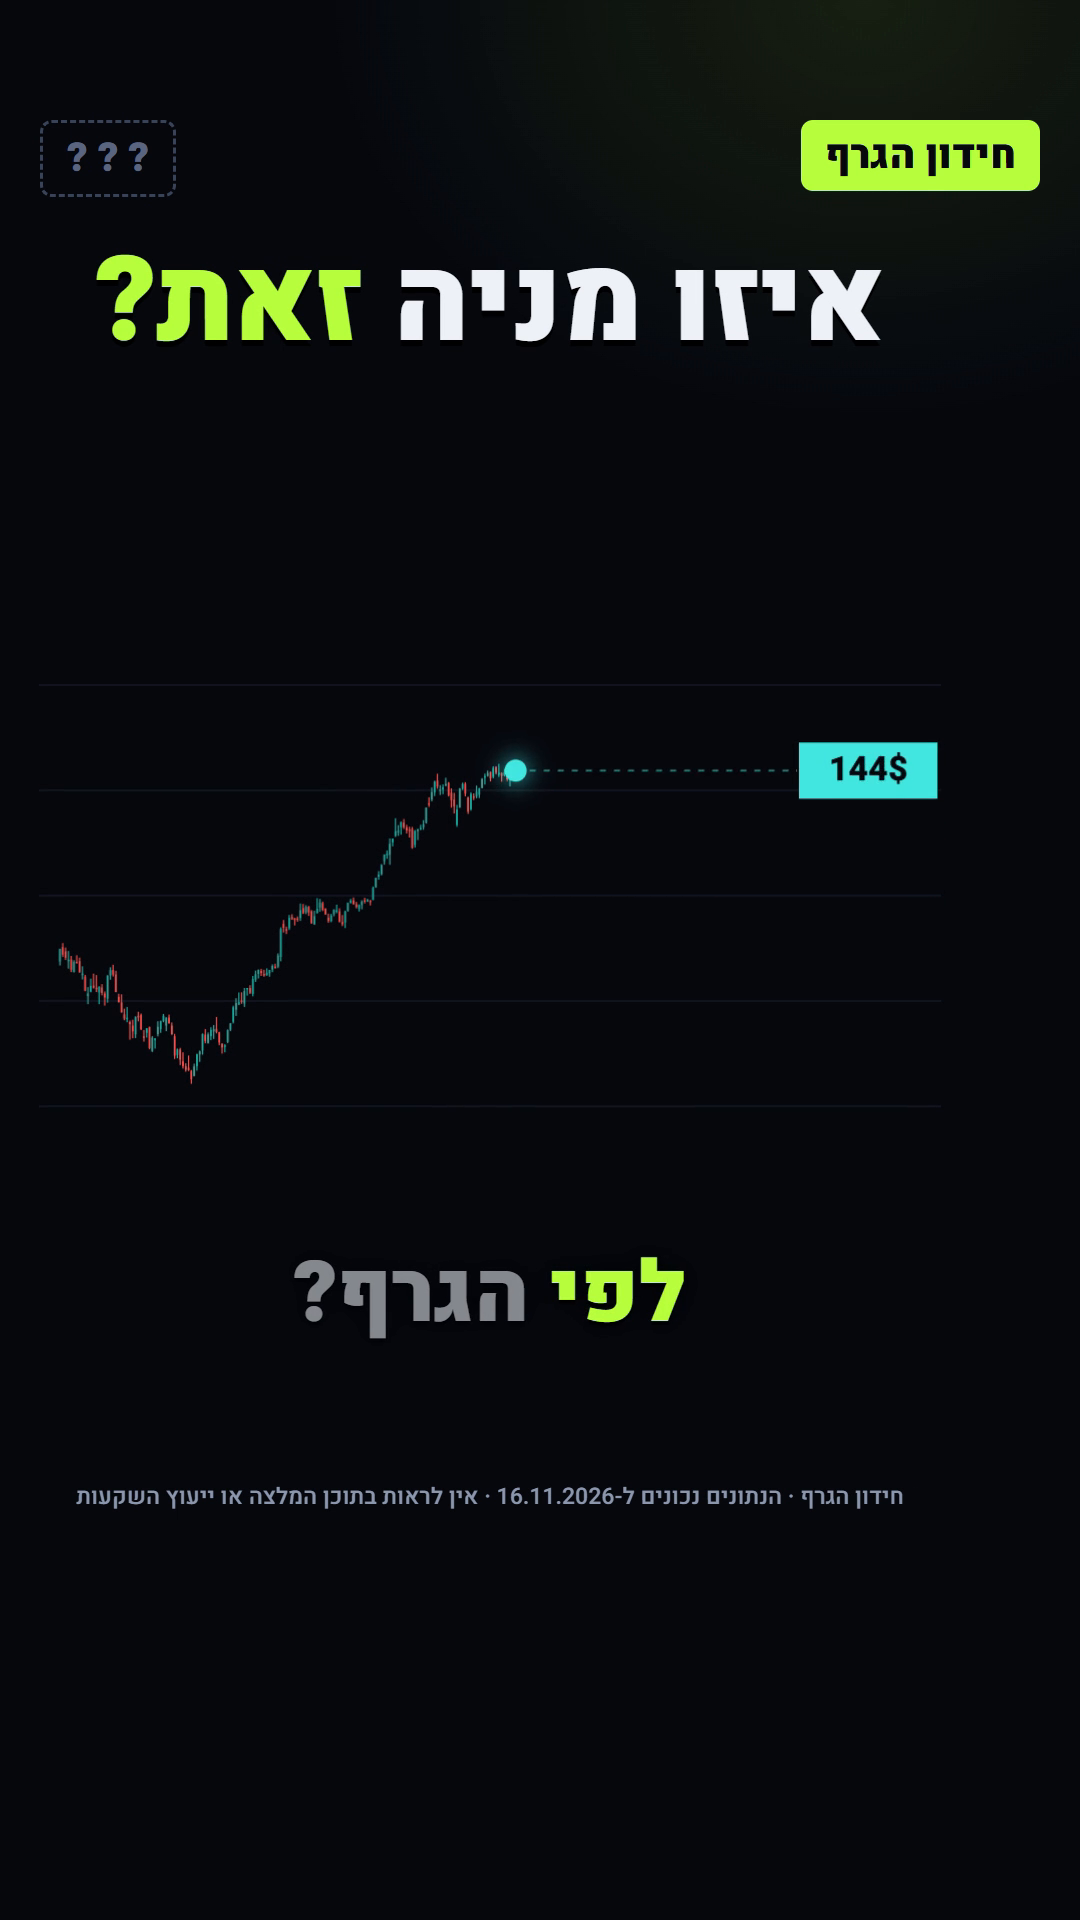 חידון הגרף
???
איזו מניה זאת?
144$
לפי הגרף?
חידון הגרף · הנתונים נכונים ל-16.11.2026 · אין לראות בתוכן המלצה או ייעוץ השקעות